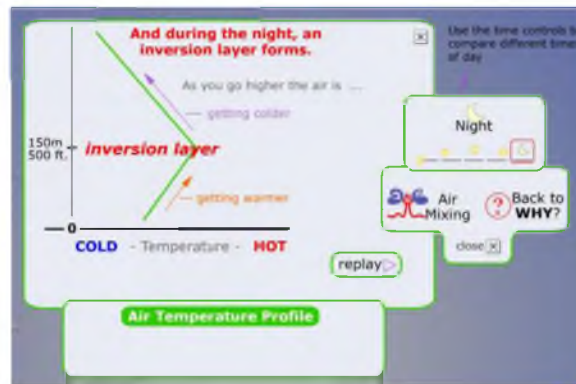 And during the night, an
inversion layer forms.
Use the time controls to
compare different times
of day
As you go higher the air is ...
getting colder
Night
150m
500 ft.
inversion layer
getting warmer
Air
Mixing
?
Back to
WHY?
0
COLD - Temperature - HOT
close
replay
Air Temperature Profile